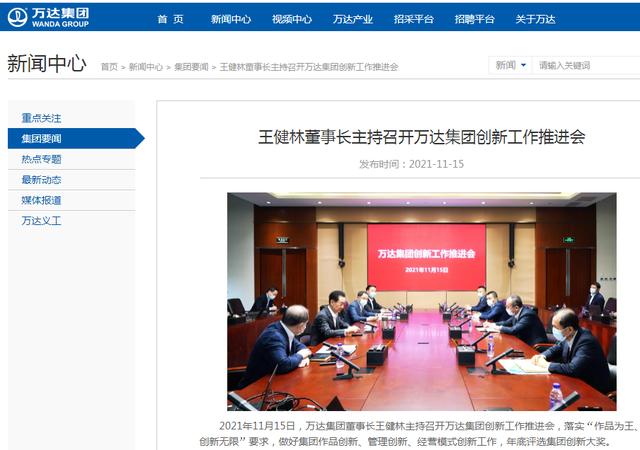 万达集团
WANDA GROUP
首 页 新闻中心 视频中心 万达产业 招采平台 招聘平台 关于万达
新闻中心 首页 > 新闻中心 > 集团要闻 > 王健林董事长主持召开万达集团创新工作推进会
新闻 请输入关键词
重点关注
集团要闻
热点专题
最新动态
媒体报道
万达义工
王健林董事长主持召开万达集团创新工作推进会
发布时间：2021-11-15
万达集团创新工作推进会
2021年11月15日
2021年11月15日，万达集团董事长王健林主持召开万达集团创新工作推进会，落实“作品为王、
创新无限”要求，做好集团作品创新、管理创新、经营模式创新工作，年底评选集团创新大奖。